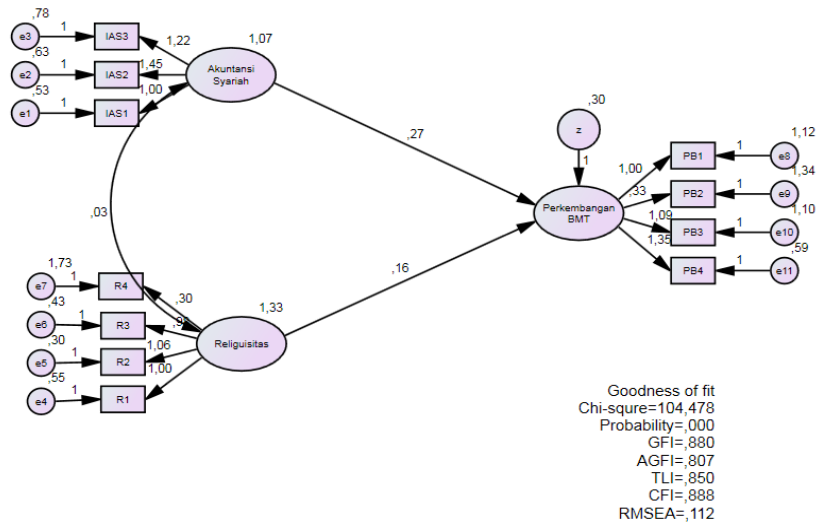 ,78
e3
1
IAS3
1,22
,63
e2
1
IAS2
1,45
,53
e1
1
IAS1
1,00
1,07
Akuntansi
Syariah
,27
,03
,30
z
1
Perkembangan
BMT
1,00
PB1
1
e8
1,12
,33
PB2
1
e9
1,34
1,09
PB3
1
e10
1,10
1,35
PB4
1
e11
,59
,16
1,73
e7
1
R4
,30
,43
e6
1
R3
,30
e5
1
R2
1,06
,55
e4
1
R1
1,00
1,33
Religuisitas
Goodness of fit
Chi-squre=104,478
Probability=,000
GFI=,880
AGFI=,807
TLI=,850
CFI=,888
RMSEA=,112